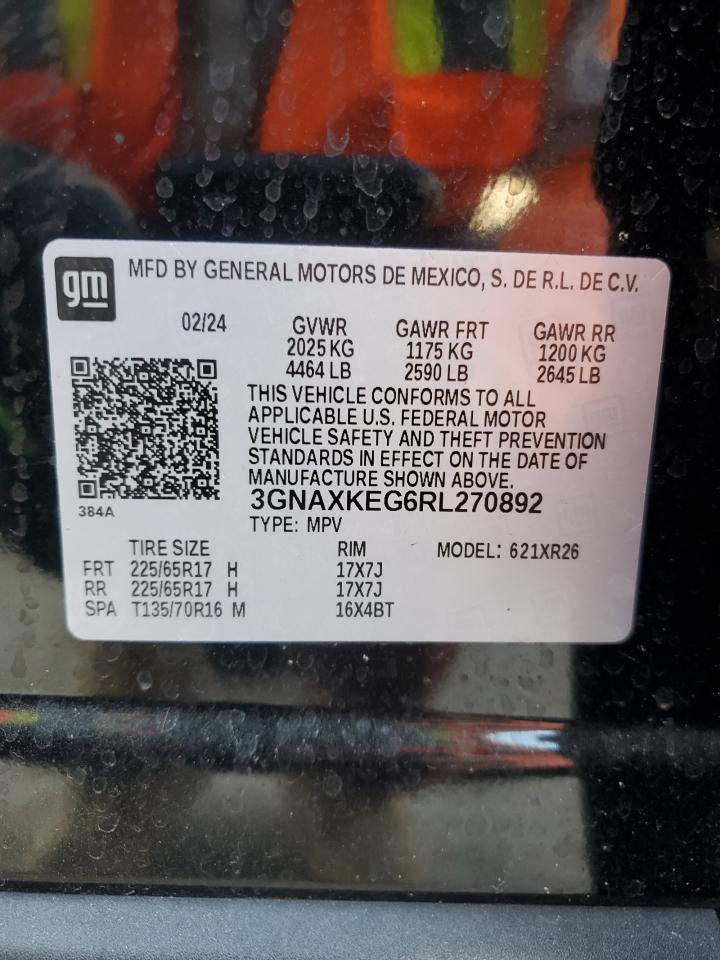 gm MFD BY GENERAL MOTORS DE MEXICO, S. DE R.L. DE C.V.
02/24 GVWR GAWR FRT GAWR RR
2025 KG 1175 KG 1200 KG
4464 LB 2590 LB 2645 LB
THIS VEHICLE CONFORMS TO ALL
APPLICABLE U.S. FEDERAL MOTOR
VEHICLE SAFETY AND THEFT PREVENTION
STANDARDS IN EFFECT ON THE DATE OF
MANUFACTURE SHOWN ABOVE.
384A 3GNAXKEG6RL270892
TYPE: MPV
TIRE SIZE RIM MODEL: 621XR26
FRT 225/65R17 H 17X7J
RR 225/65R17 H 17X7J
SPA T135/70R16 M 16X4BT